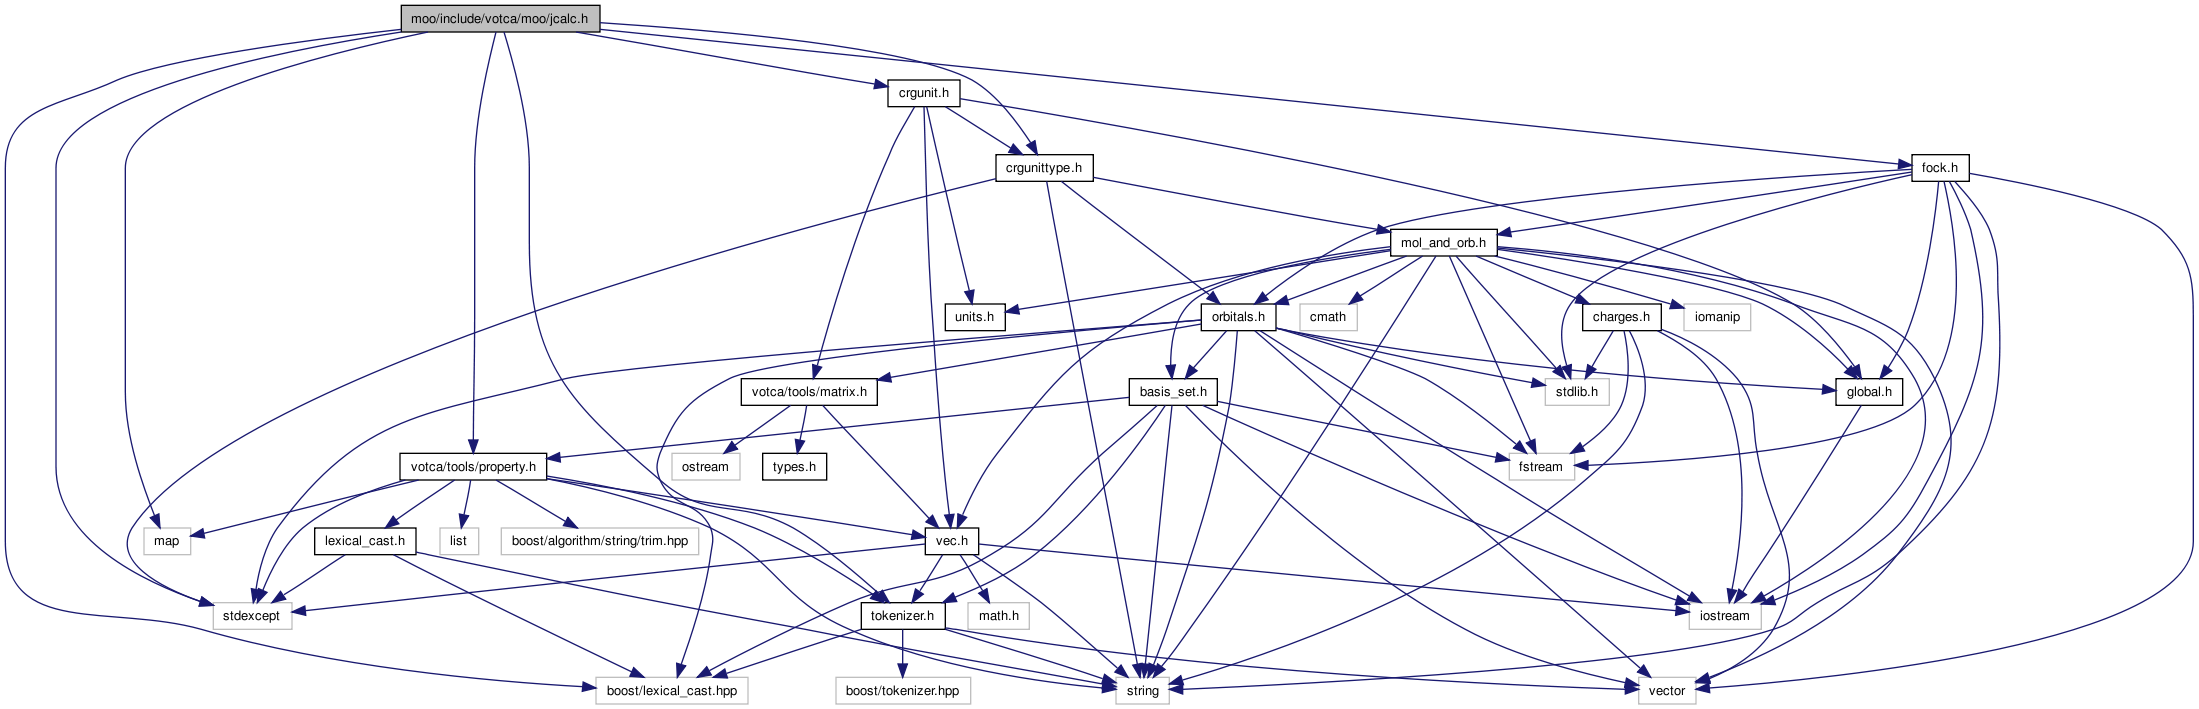 moo/include/votca/moo/jcalc.h
crgunit.h
crgunittype.h
fock.h
mol_and_orb.h
units.h
orbitals.h
cmath
charges.h
iomanip
votca/tools/matrix.h
basis_set.h
stdlib.h
global.h
votca/tools/property.h
ostream
types.h
fstream
map
lexical_cast.h
list
boost/algorithm/string/trim.hpp
vec.h
stdexcept
tokenizer.h
math.h
iostream
boost/lexical_cast.hpp
boost/tokenizer.hpp
string
vector